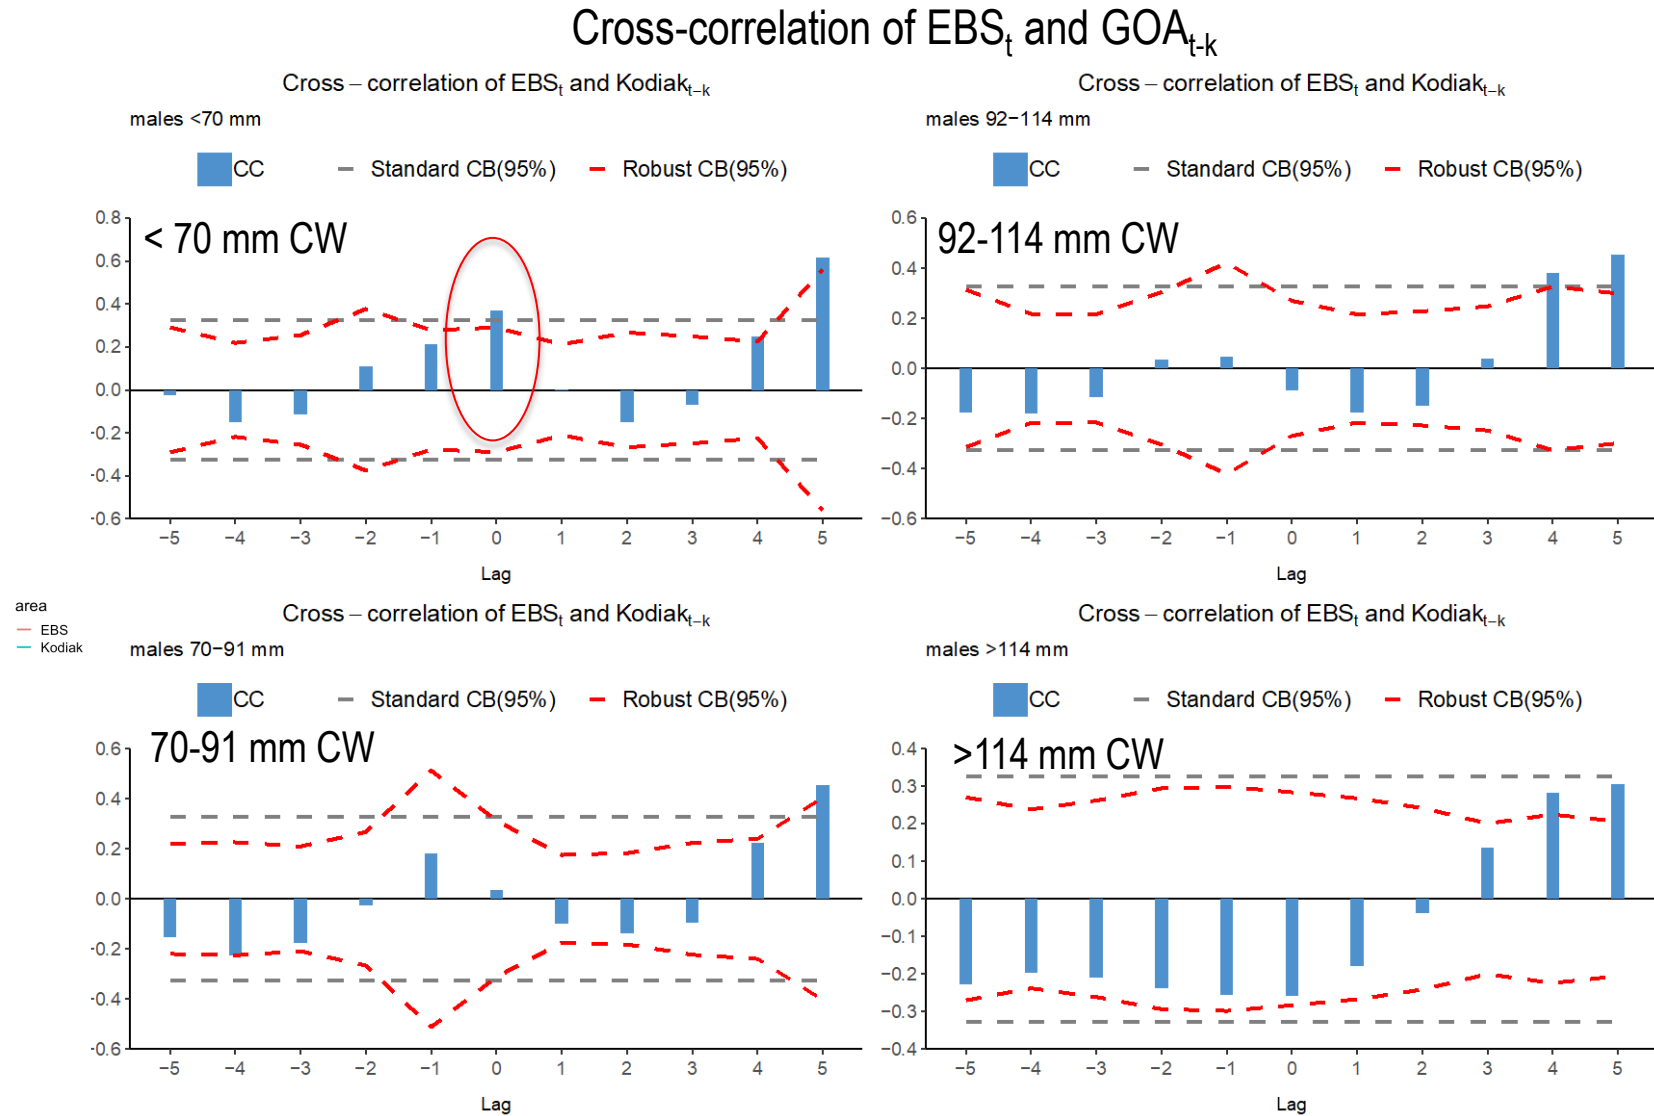 Cross-correlation of EBSt and GOAt-k
Cross – correlation of EBSt and Kodiakt−k
males <70 mm
CC Standard CB(95%) Robust CB(95%)
< 70 mm CW
0.8
0.6
0.4
0.2
0.0
-0.2
-0.4
-0.6
−5 −4 −3 −2 −1 0 1 2 3 4 5
Lag
Cross – correlation of EBSt and Kodiakt−k
males 92−114 mm
CC Standard CB(95%) Robust CB(95%)
92-114 mm CW
0.6
0.4
0.2
0.0
−0.2
−0.4
−0.6
−5 −4 −3 −2 −1 0 1 2 3 4 5
Lag
area
EBS
Kodiak
Cross – correlation of EBSt and Kodiakt−k
males 70−91 mm
CC Standard CB(95%) Robust CB(95%)
70-91 mm CW
0.6
0.4
0.2
0.0
-0.2
-0.4
-0.6
−5 −4 −3 −2 −1 0 1 2 3 4 5
Lag
Cross – correlation of EBSt and Kodiakt−k
males >114 mm
CC Standard CB(95%) Robust CB(95%)
>114 mm CW
0.4
0.3
0.2
0.1
0.0
−0.1
−0.2
−0.3
−0.4
−5 −4 −3 −2 −1 0 1 2 3 4 5
Lag